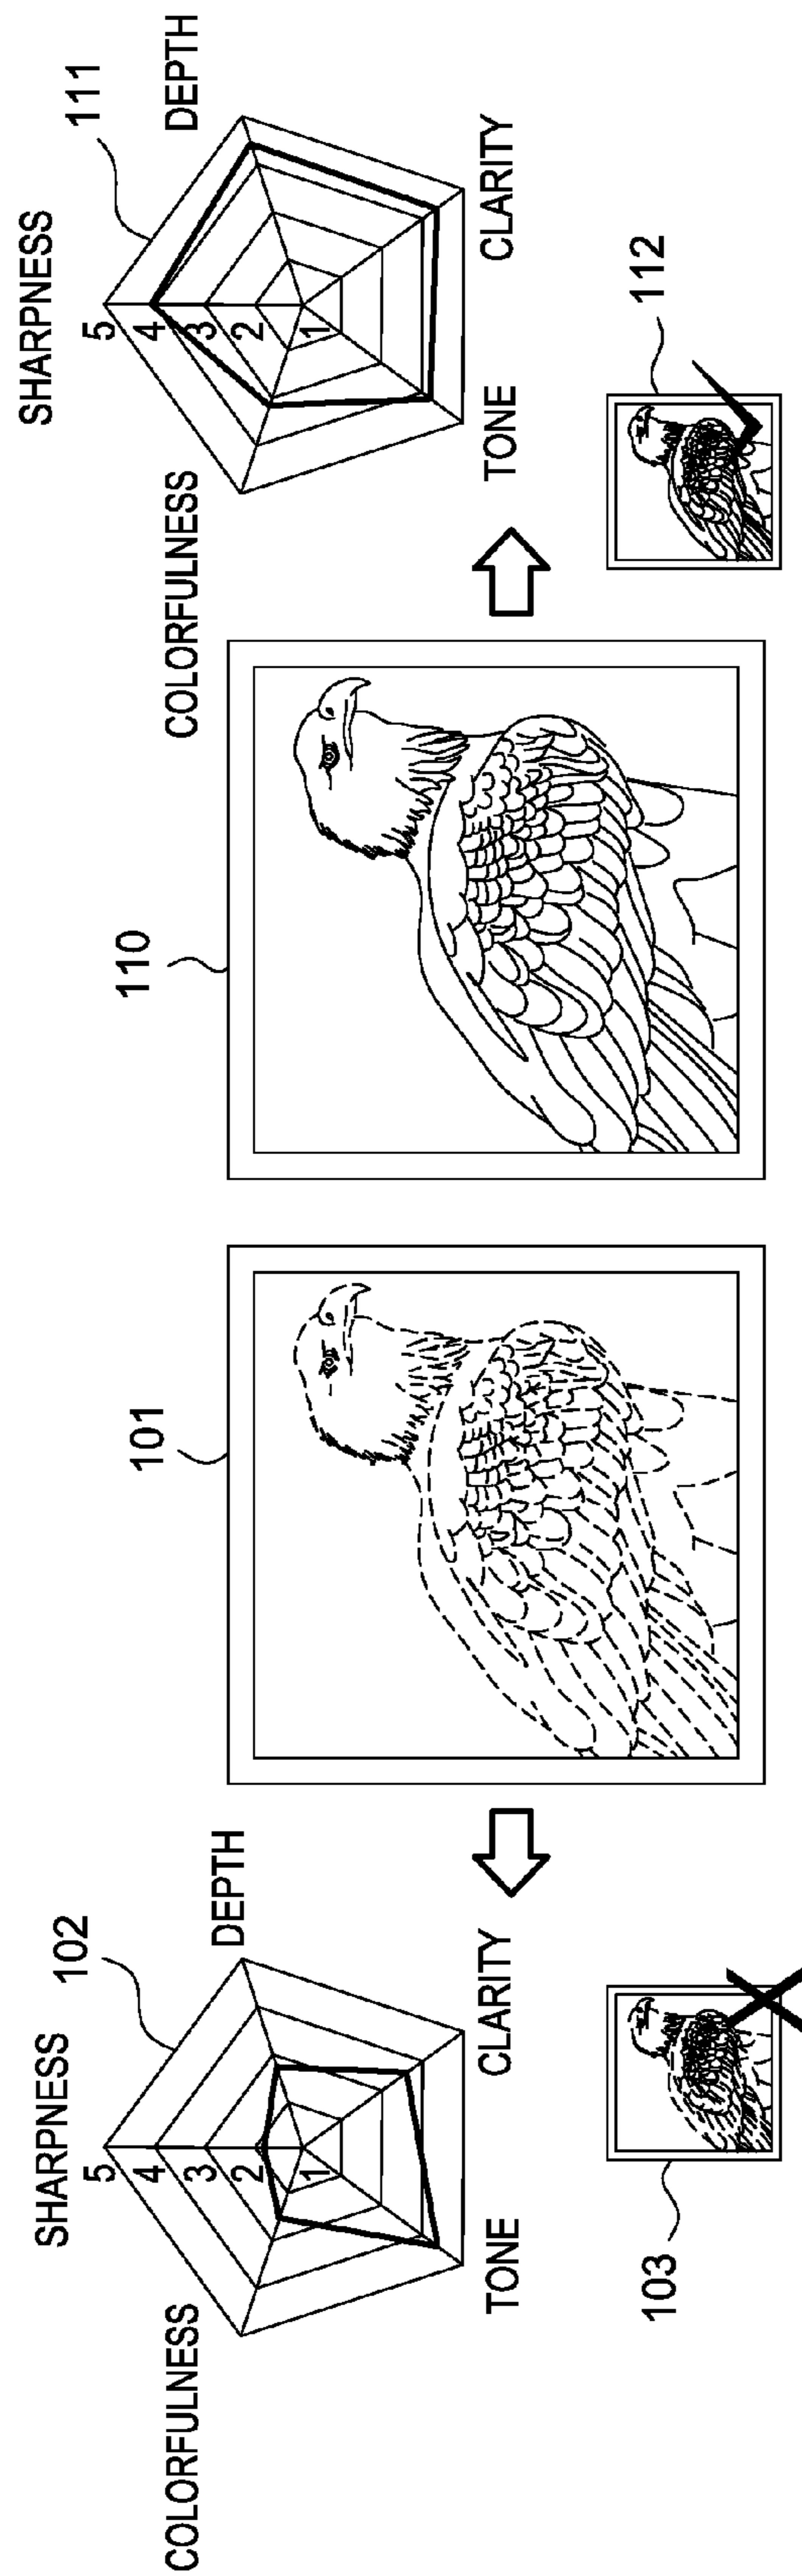 SHARPNESS
102
COLORFULNESS
DEPTH
5
4
3
2
1
TONE
CLARITY
103
101
110
SHARPNESS
111
COLORFULNESS
DEPTH
5
4
3
2
1
TONE
CLARITY
112